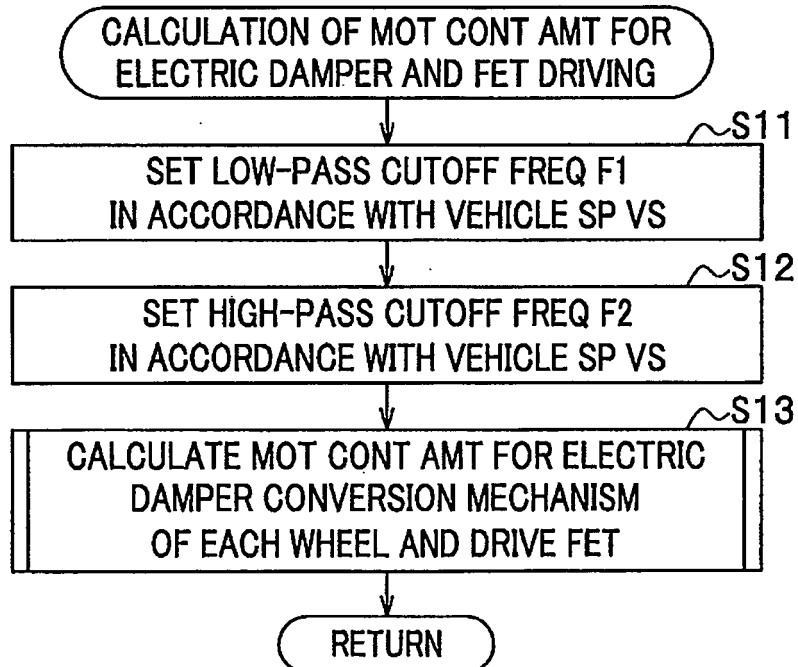 CALCULATION OF MOT CONT AMT FOR
ELECTRIC DAMPER AND FET DRIVING
S11
SET LOW-PASS CUTOFF FREQ F1
IN ACCORDANCE WITH VEHICLE SP VS
S12
SET HIGH-PASS CUTOFF FREQ F2
IN ACCORDANCE WITH VEHICLE SP VS
S13
CALCULATE MOT CONT AMT FOR ELECTRIC
DAMPER CONVERSION MECHANISM
OF EACH WHEEL AND DRIVE FET
RETURN